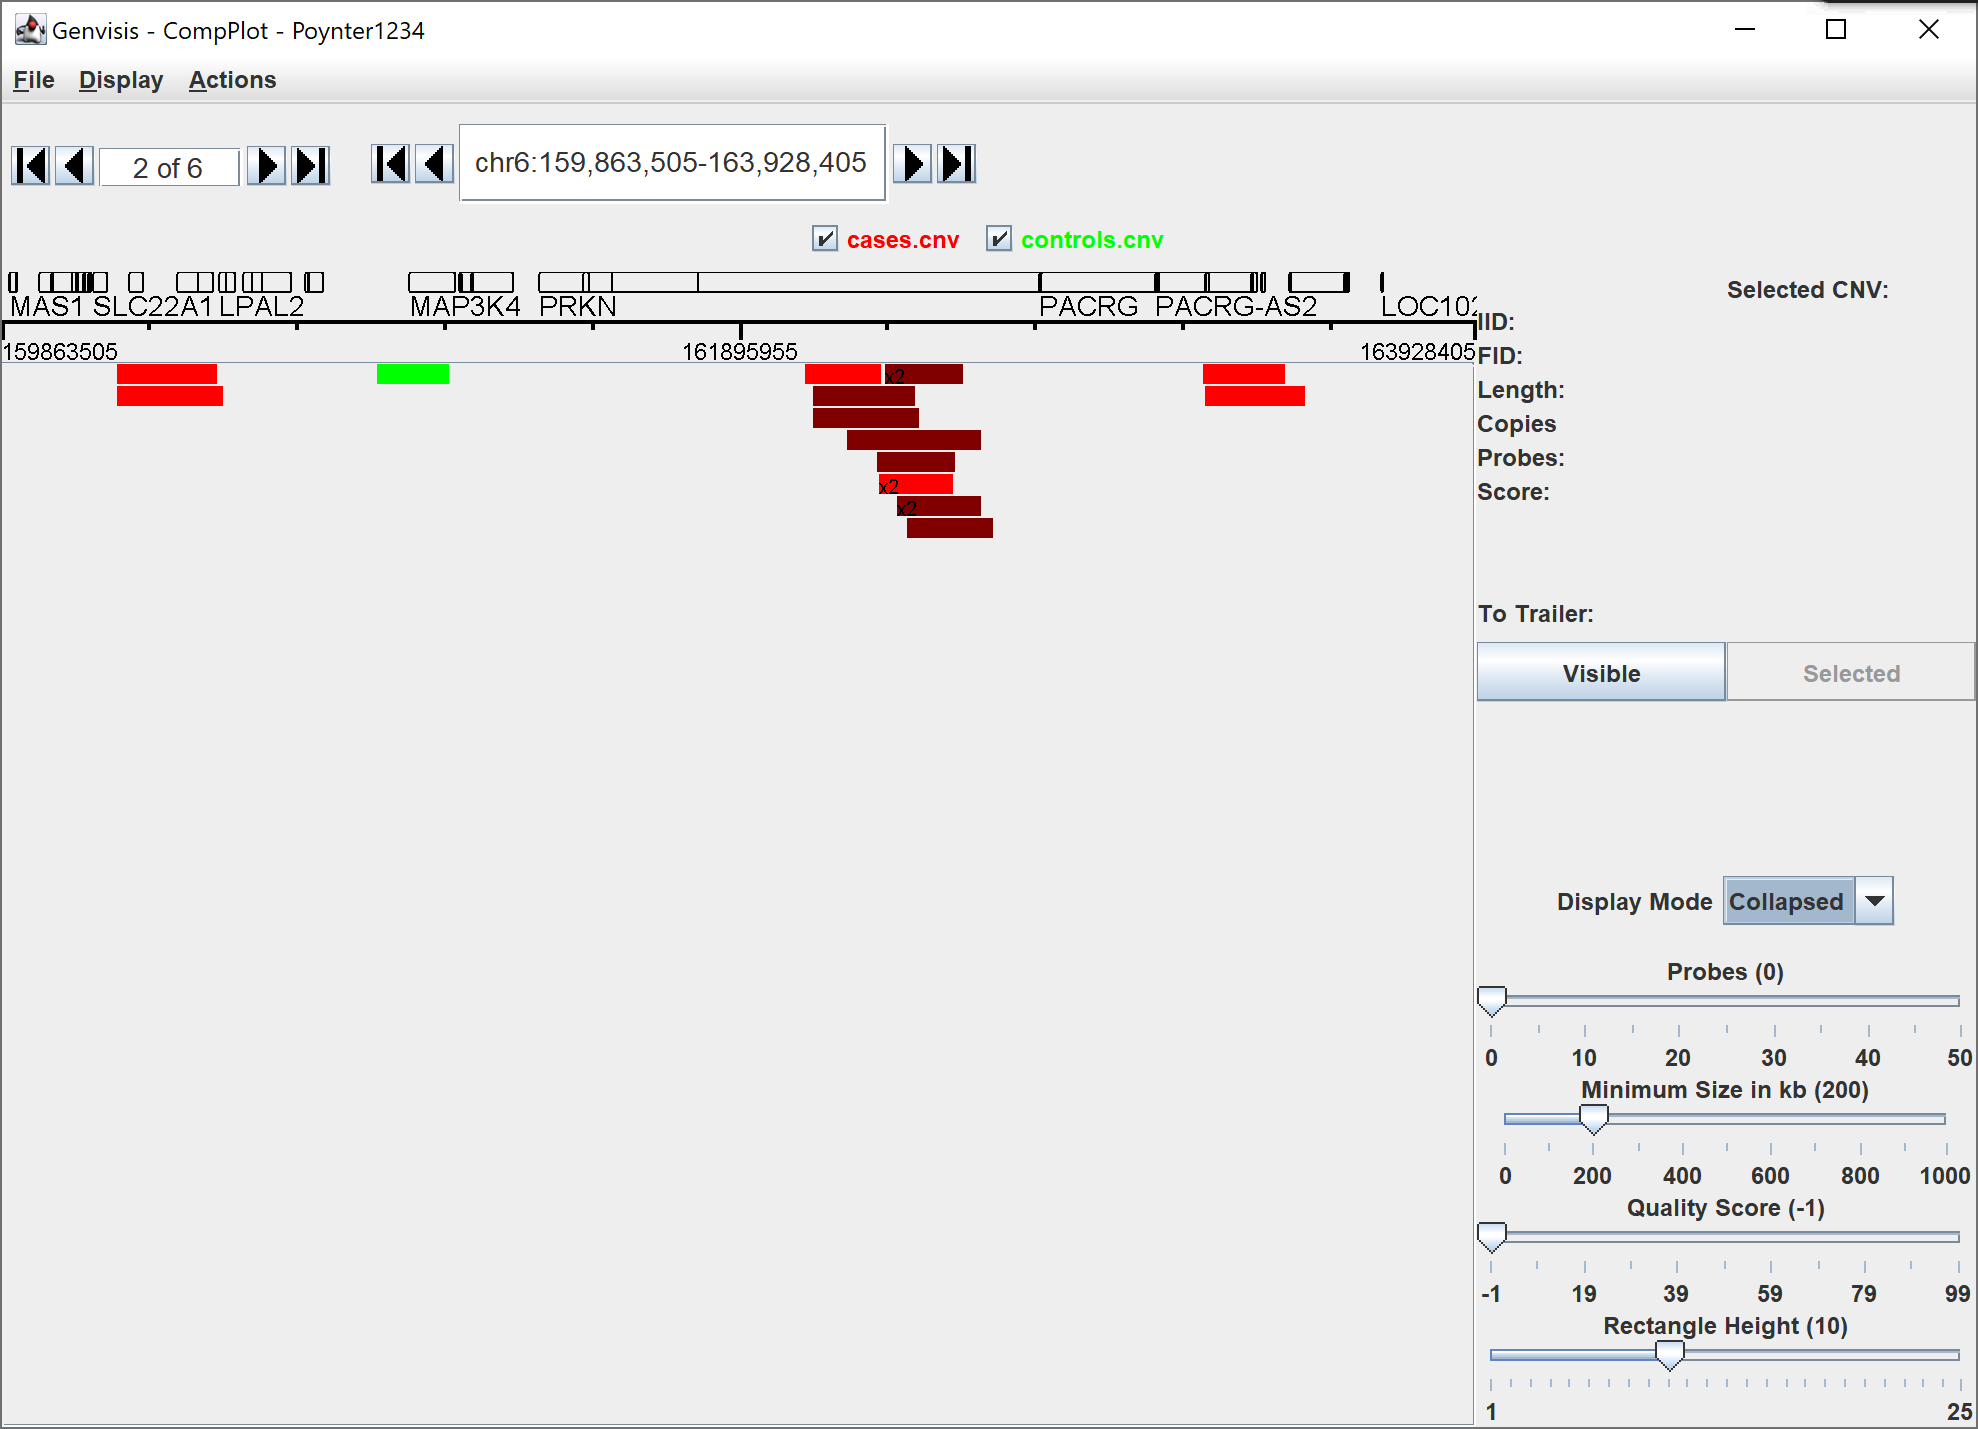 Genvisis - CompPlot - Poynter1234
File Display Actions
2 of 6 chr6:159,863,505-163,928,405
cases.cnv controls.cnv
MAS1 SLC22A1 LPAL2 MAP3K4 PRKN PACRG PACRG-AS2 LOC102
159863505 161895955 163928405
x2
x2
x2
Selected CNV:
IID:
FID:
Length:
Copies
Probes:
Score:
To Trailer:
Visible Selected
Display Mode Collapsed
Probes (0)
0 10 20 30 40 50
Minimum Size in kb (200)
0 200 400 600 800 1000
Quality Score (-1)
-1 19 39 59 79 99
Rectangle Height (10)
1 25